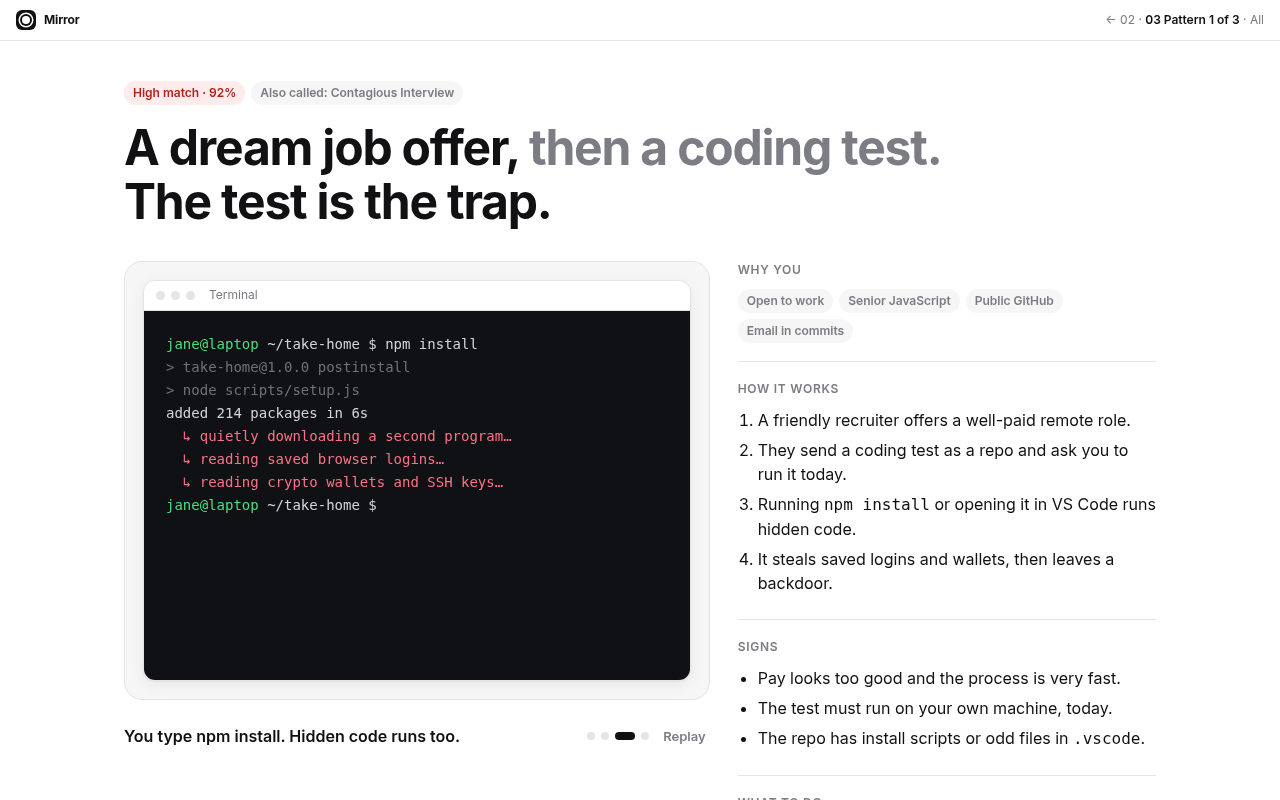 Mirror
← 02 · 03 Pattern 1 of 3 · All
High match · 92%
Also called: Contagious Interview
A dream job offer, then a coding test.
The test is the trap.
Terminal
jane@laptop ~/take-home $ npm install
> take-home@1.0.0 postinstall
> node scripts/setup.js
added 214 packages in 6s
↳ quietly downloading a second program…
↳ reading saved browser logins…
↳ reading crypto wallets and SSH keys…
jane@laptop ~/take-home $
You type npm install. Hidden code runs too.
Replay
WHY YOU
Open to work
Senior JavaScript
Public GitHub
Email in commits
HOW IT WORKS
1. A friendly recruiter offers a well-paid remote role.
2. They send a coding test as a repo and ask you to
run it today.
3. Running npm install or opening it in VS Code runs
hidden code.
4. It steals saved logins and wallets, then leaves a
backdoor.
SIGNS
• Pay looks too good and the process is very fast.
• The test must run on your own machine, today.
• The repo has install scripts or odd files in .vscode.